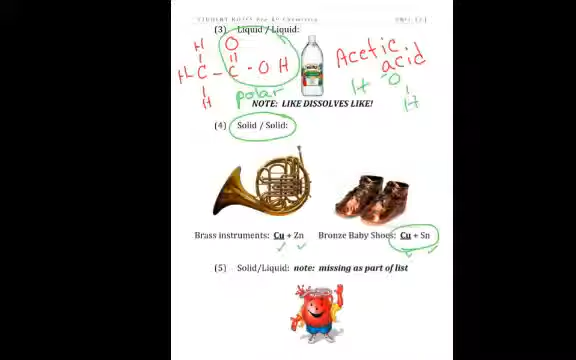 (3) Liquid / Liquid:
H O
H C - C - O H
H
polar
Acetic
acid
H O
H
NOTE: LIKE DISSOLVES LIKE!
(4) Solid / Solid:
Brass instruments: Cu + Zn
Bronze Baby Shoes: Cu + Sn
(5) Solid/Liquid: note: missing as part of list